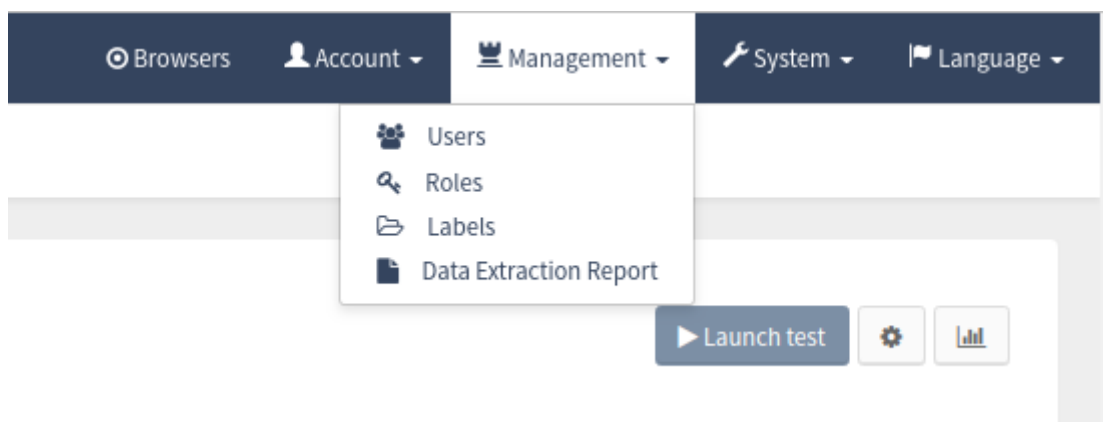 Browsers Account Management System Language
Users
Roles
Labels
Data Extraction Report
Launch test